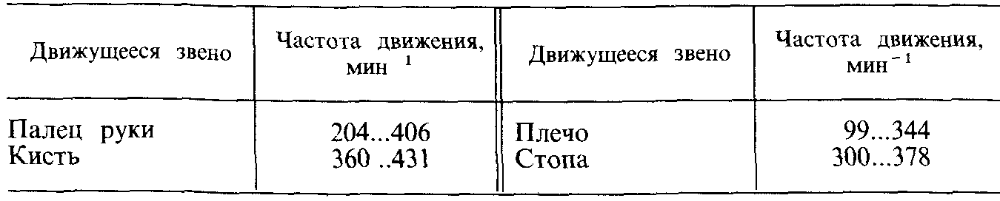 Движущееся звено
Частота движения,
мин 1
Движущееся звено
Частота движения,
мин-1
Палец руки 204...406 Плечо 99...344
Кисть 360 ..431 Стопа 300...378